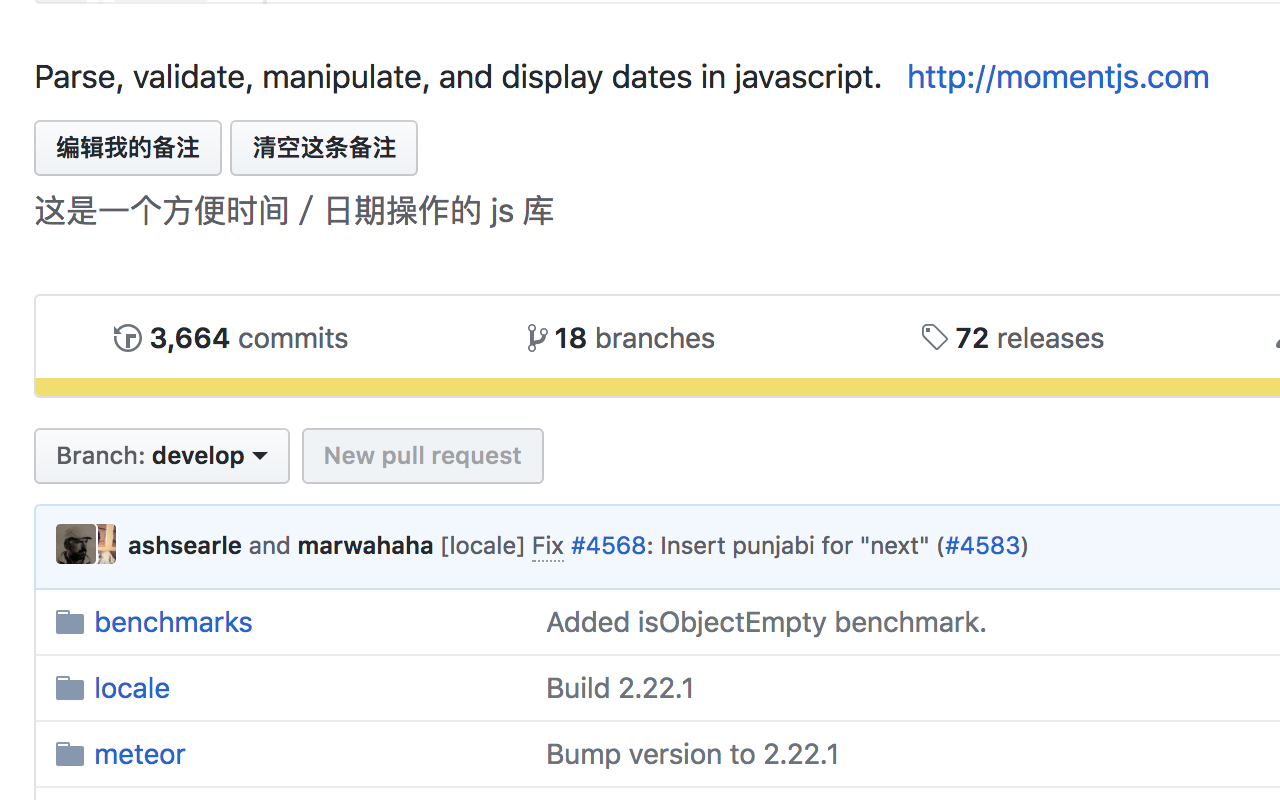 Parse, validate, manipulate, and display dates in javascript. http://momentjs.com
编辑我的备注 清空这条备注
这是一个方便时间 / 日期操作的 js 库
3,664 commits 18 branches 72 releases
Branch: develop New pull request
ashsearle and marwahaha [locale] Fix #4568: Insert punjabi for "next" (#4583)
benchmarks Added isObjectEmpty benchmark.
locale Build 2.22.1
meteor Bump version to 2.22.1